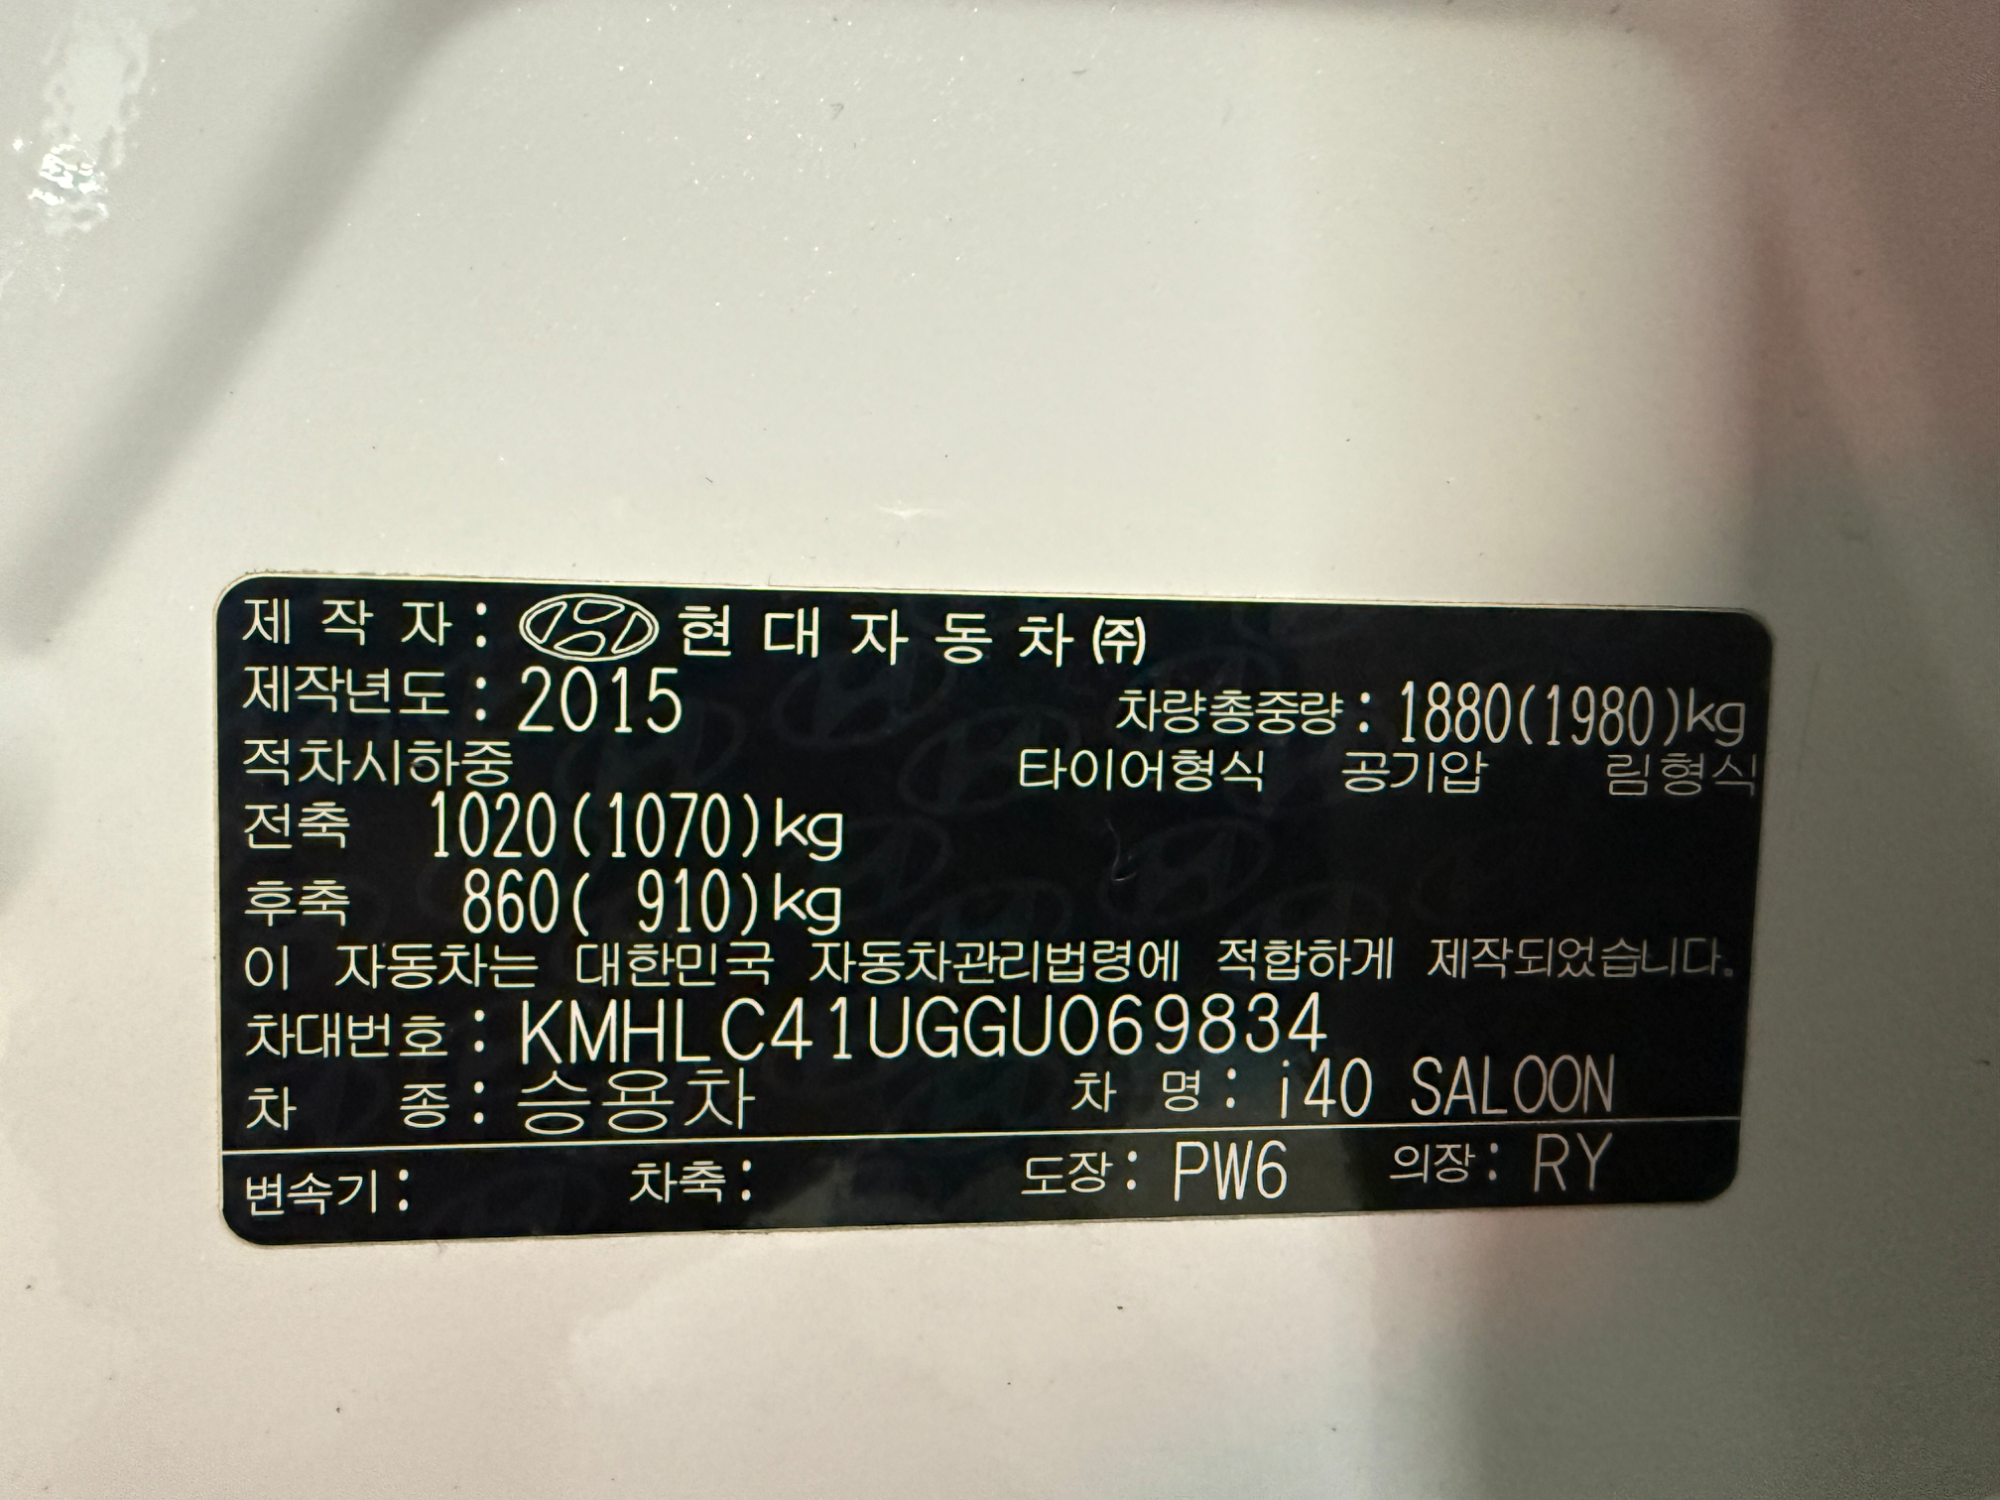 제 작 자 : 현 대 자 동 차 ㈜
제작년도 : 2015 차량총중량 : 1880(1980)kg
적차시하중 타이어형식 공기압 림형식
전축 1020(1070)kg
후축 860( 910)kg
이 자동차는 대한민국 자동차관리법령에 적합하게 제작되었습니다.
차대번호 : KMHLC41UGGU069834
차 종 : 승용차 차 명 : i40 SALOON
변속기 : 차축 : 도장 : PW6 의장 : RY